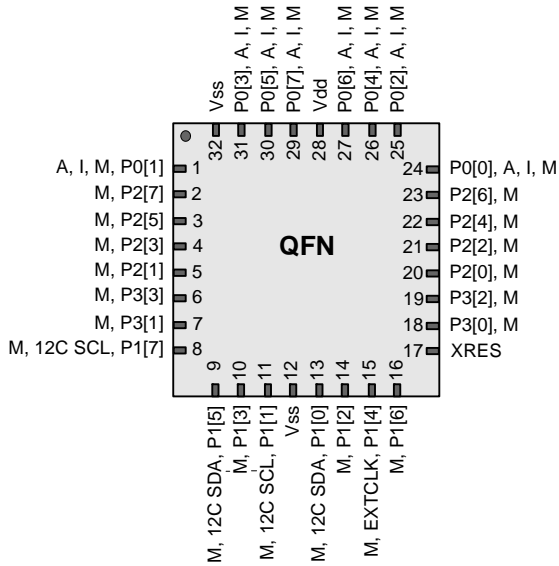 Vss
P0[3], A, I, M
P0[5], A, I, M
P0[7], A, I, M
Vdd
P0[6], A, I, M
P0[4], A, I, M
P0[2], A, I, M
32
31
30
29
28
27
26
25
A, I, M, P0[1] 1
M, P2[7] 2
M, P2[5] 3
M, P2[3] 4
M, P2[1] 5
M, P3[3] 6
M, P3[1] 7
M, 12C SCL, P1[7] 8
QFN
24 P0[0], A, I, M
23 P2[6], M
22 P2[4], M
21 P2[2], M
20 P2[0], M
19 P3[2], M
18 P3[0], M
17 XRES
9
10
11
12
13
14
15
16
M, 12C SDA, P1[5]
M, P1[3]
M, 12C SCL, P1[1]
Vss
M, 12C SDA, P1[0]
M, P1[2]
M, EXTCLK, P1[4]
M, P1[6]